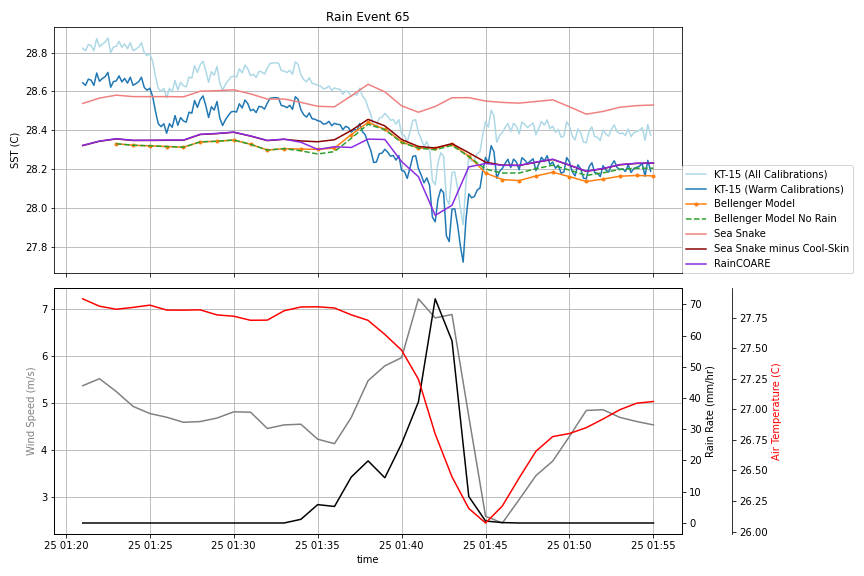 Rain Event 65
SST (C)
28.8
28.6
28.4
28.2
28.0
27.8
KT-15 (All Calibrations)
KT-15 (Warm Calibrations)
Bellenger Model
Bellenger Model No Rain
Sea Snake
Sea Snake minus Cool-Skin
RainCOARE
Wind Speed (m/s)
7
6
5
4
3
70
60
50
40
30
20
10
0
Rain Rate (mm/hr)
27.75
27.50
27.25
27.00
26.75
26.50
26.25
26.00
Air Temperature (C)
25 01:20 25 01:25 25 01:30 25 01:35 25 01:40 25 01:45 25 01:50 25 01:55
time